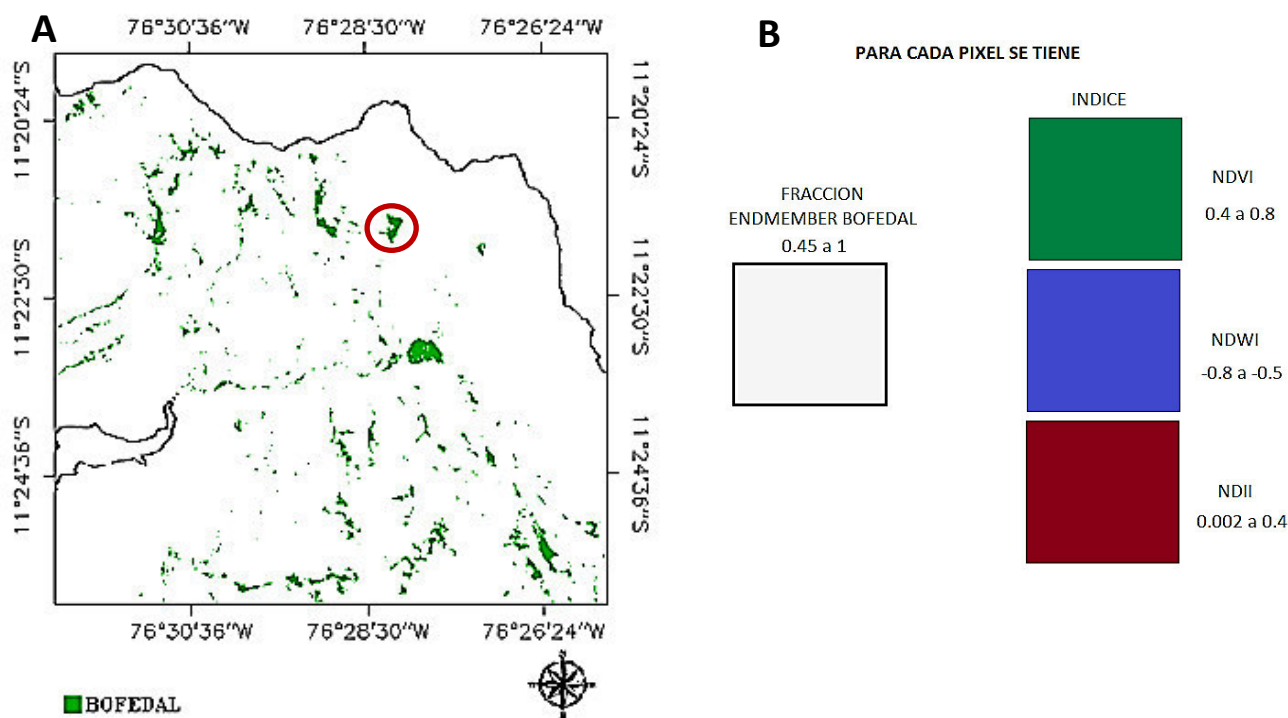 A
76°30'36"W
76°28'30"W
76°26'24"W
11°20'24"S
11°22'30"S
11°24'36"S
11°20'24"S
11°22'30"S
11°24'36"S
76°30'36"W
76°28'30"W
76°26'24"W
BOFEDAL
B
PARA CADA PIXEL SE TIENE
FRACCION
ENDMEMBER BOFEDAL
0.45 a 1
INDICE
NDVI
0.4 a 0.8
NDWI
-0.8 a -0.5
NDII
0.002 a 0.4